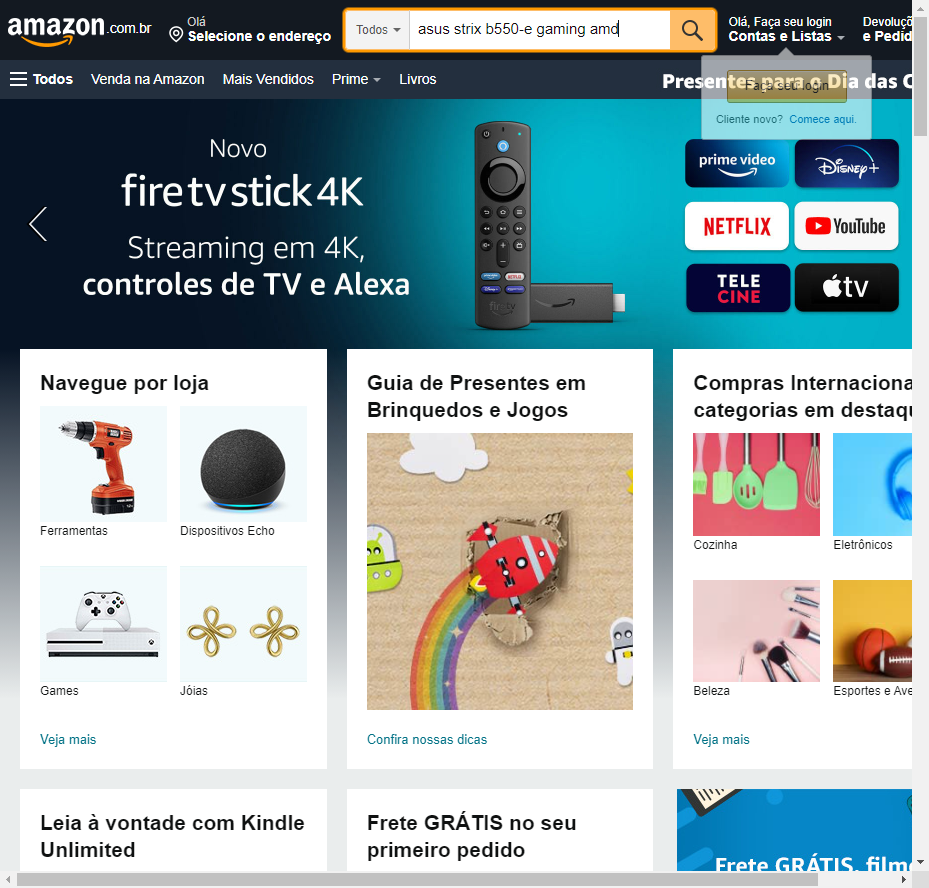 amazon.com.br
Olá
Selecione o endereço
Todos
asus strix b550-e gaming amd
Olá, Faça seu login
Contas e Listas
Devoluçõ
e Pedid
Todos
Venda na Amazon
Mais Vendidos
Prime
Livros
Presentes para o Dia das C
Faça seu login
Cliente novo? Comece aqui.
Novo
fire tv stick 4K
Streaming em 4K,
controles de TV e Alexa
prime video
Disney+
NETFLIX
YouTube
TELE
CINE
tv
fire tv
Navegue por loja
Ferramentas
Dispositivos Echo
Games
Jóias
Veja mais
Guia de Presentes em
Brinquedos e Jogos
Confira nossas dicas
Compras Internaciona
categorias em destaqu
Cozinha
Eletrônicos
Beleza
Esportes e Ave
Veja mais
Leia à vontade com Kindle
Unlimited
Frete GRÁTIS no seu
primeiro pedido
Frete GRÁTIS, film